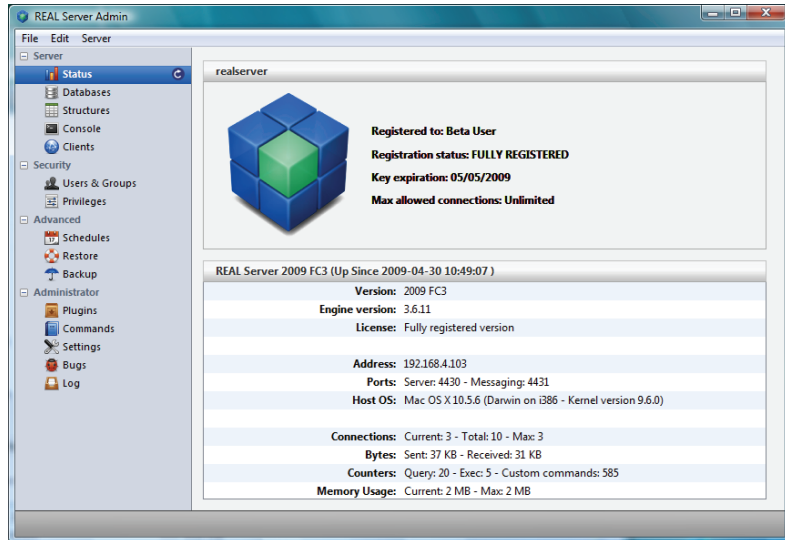 REAL Server Admin
File Edit Server
Server
Status
Databases
Structures
Console
Clients
Security
Users & Groups
Privileges
Advanced
17
Schedules
Restore
Backup
Administrator
Plugins
Commands
Settings
Bugs
Log
realserver
Registered to: Beta User
Registration status: FULLY REGISTERED
Key expiration: 05/05/2009
Max allowed connections: Unlimited
REAL Server 2009 FC3 (Up Since 2009-04-30 10:49:07 )
Version: 2009 FC3
Engine version: 3.6.11
License: Fully registered version
Address: 192.168.4.103
Ports: Server: 4430 - Messaging: 4431
Host OS: Mac OS X 10.5.6 (Darwin on i386 - Kernel version 9.6.0)
Connections: Current: 3 - Total: 10 - Max: 3
Bytes: Sent: 37 KB - Received: 31 KB
Counters: Query: 20 - Exec: 5 - Custom commands: 585
Memory Usage: Current: 2 MB - Max: 2 MB